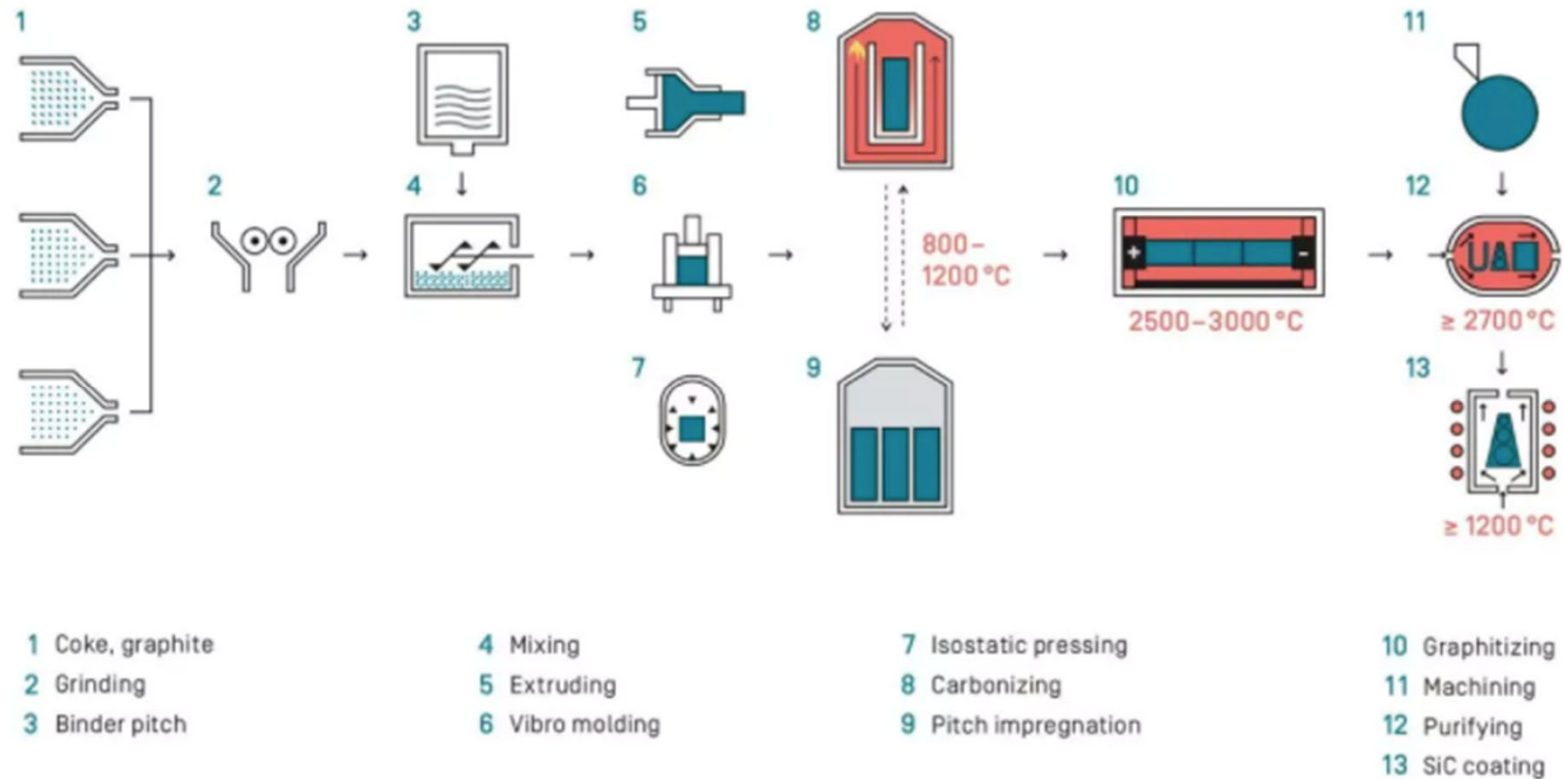 1
3
5
8
11
2
4
6
10
12
800–
1200 °C
+
-
UA
2500–3000 °C
≥ 2700 °C
7
9
13
≥ 1200 °C
1 Coke, graphite
2 Grinding
3 Binder pitch
4 Mixing
5 Extruding
6 Vibro molding
7 Isostatic pressing
8 Carbonizing
9 Pitch impregnation
10 Graphitizing
11 Machining
12 Purifying
13 SiC coating